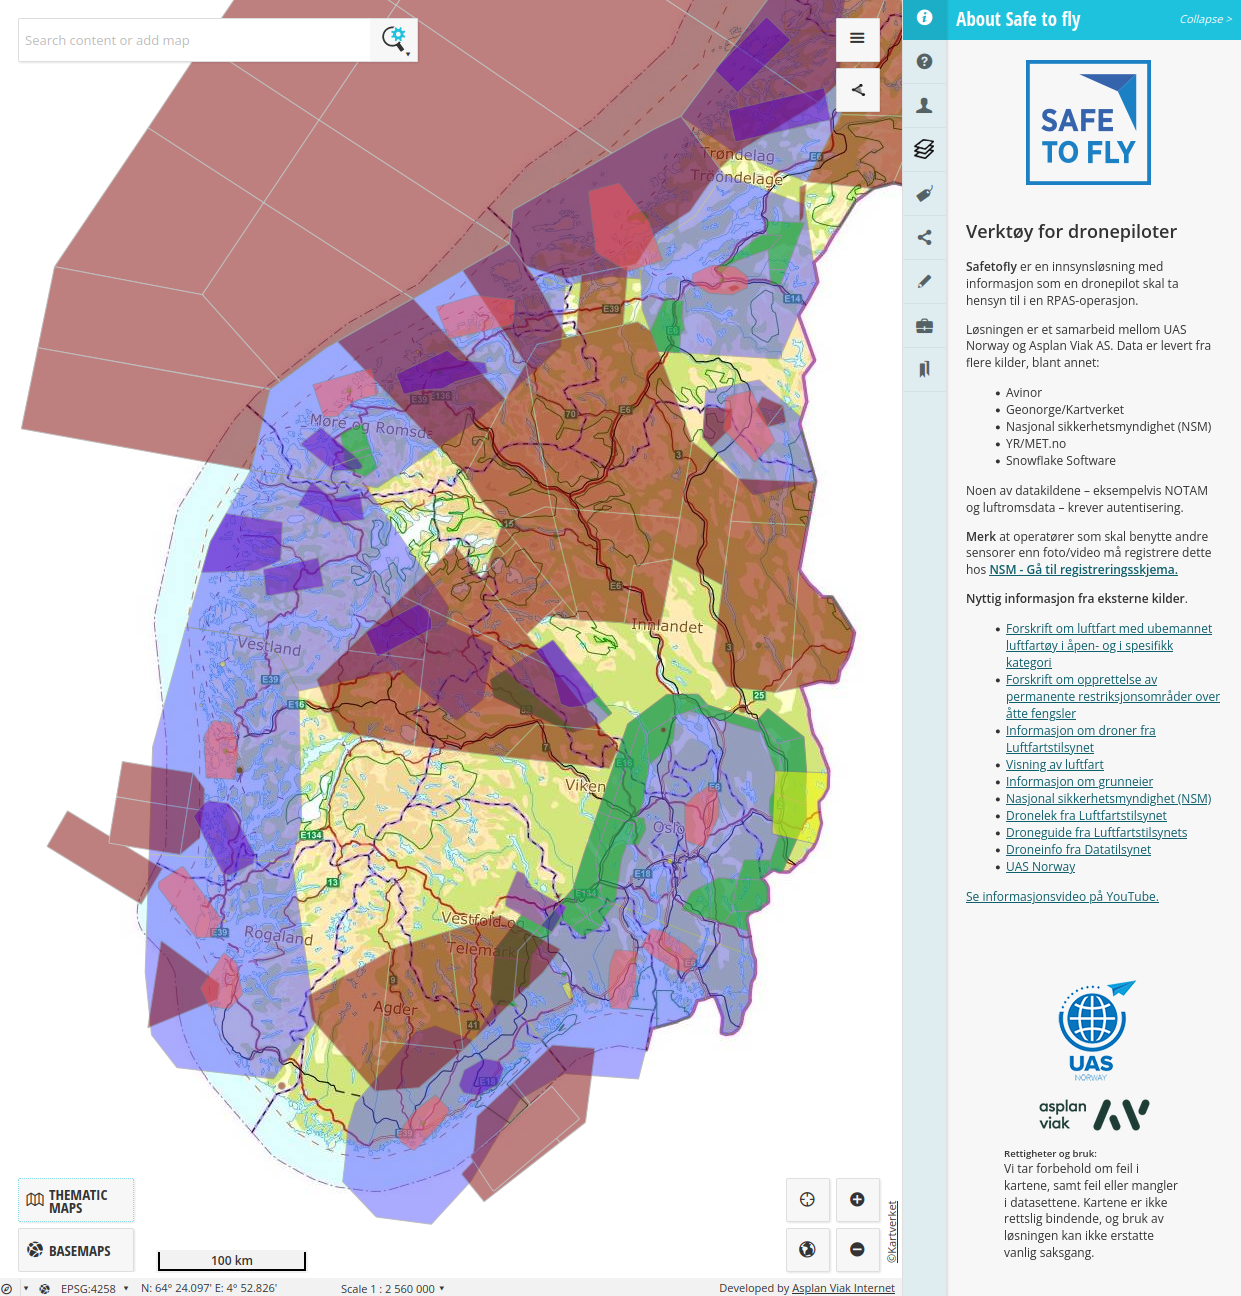 Search content or add map
About Safe to fly
Collapse >
SAFE
TO FLY
Verktøy for dronepiloter
Safetofly er en innsynsløsning med
informasjon som en dronepilot skal ta
hensyn til i en RPAS-operasjon.
Løsningen er et samarbeid mellom UAS
Norway og Asplan Viak AS. Data er levert fra
flere kilder, blant annet:
Avinor
Geonorge/Kartverket
Nasjonal sikkerhetsmyndighet (NSM)
YR/MET.no
Snowflake Software
Noen av datakildene – eksempelvis NOTAM
og luftromsdata – krever autentisering.
Merk at operatører som skal benytte andre
sensorer enn foto/video må registrere dette
hos NSM - Gå til registreringsskjema.
Nyttig informasjon fra eksterne kilder.
Forskrift om luftfart med ubemannet
luftfartøy i åpen- og i spesifikk
kategori
Forskrift om opprettelse av
permanente restriksjonsområder over
åtte fengsler
Informasjon om droner fra
Luftfartstilsynet
Visning av luftfart
Informasjon om grunneier
Nasjonal sikkerhetsmyndighet (NSM)
Dronelek fra Luftfartstilsynet
Droneguide fra Luftfartstilsynets
Droneinfo fra Datatilsynet
UAS Norway
Se informasjonsvideo på YouTube.
UAS
NORWAY
asplan
viak
Rettigheter og bruk:
Vi tar forbehold om feil i
kartene, samt feil eller mangler
i datasettene. Kartene er ikke
rettslig bindende, og bruk av
løsningen kan ikke erstatte
vanlig saksgang.
Trøndelag
Trööndelage
E6
E14
E39
E6
E39
E136
70
E6
Møre og Romsda
3
15
E6
Innlandet
Vestland
3
E39
25
E16
52
7
E16
Viken
E6
Oslo
E134
E18
13
E134
Vestfold og
Telemark
E39
Rogaland
E6
9
Agder
41
E18
E39
THEMATIC
MAPS
BASEMAPS
100 km
©Kartverket
EPSG:4258
N: 64° 24.097' E: 4° 52.826'
Scale 1 : 2 560 000
Developed by Asplan Viak Internet